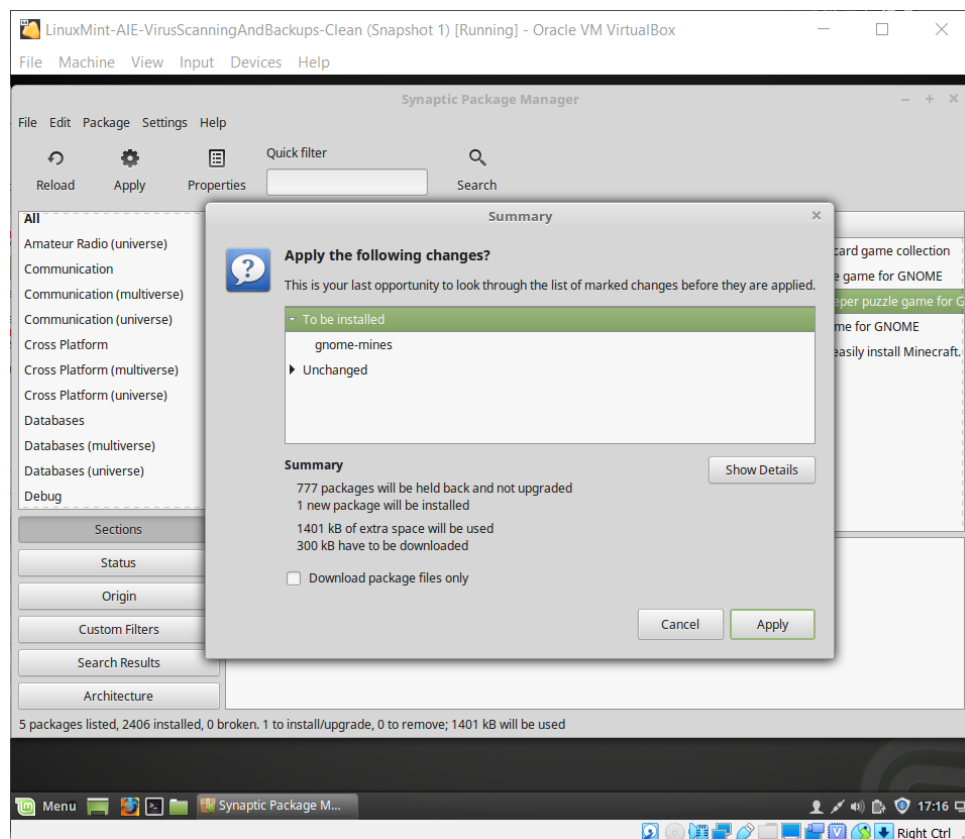 LinuxMint-AIE-VirusScanningAndBackups-Clean (Snapshot 1) [Running] - Oracle VM VirtualBox
File Machine View Input Devices Help
Synaptic Package Manager
File Edit Package Settings Help
Reload
Apply
Properties
Quick filter
Search
All
Amateur Radio (universe)
Communication
Communication (multiverse)
Communication (universe)
Cross Platform
Cross Platform (multiverse)
Cross Platform (universe)
Databases
Databases (multiverse)
Databases (universe)
Debug
Sections
Status
Origin
Custom Filters
Search Results
Architecture
Summary
Apply the following changes?
This is your last opportunity to look through the list of marked changes before they are applied.
To be installed
gnome-mines
Unchanged
Summary
Show Details
777 packages will be held back and not upgraded
1 new package will be installed
1401 kB of extra space will be used
300 kB have to be downloaded
Download package files only
Cancel
Apply
card game collection
game for GNOME
puzzle game for G
for GNOME
easily install Minecraft.
5 packages listed, 2406 installed, 0 broken. 1 to install/upgrade, 0 to remove; 1401 kB will be used
Menu
Synaptic Package M...
17:16
Right Ctrl